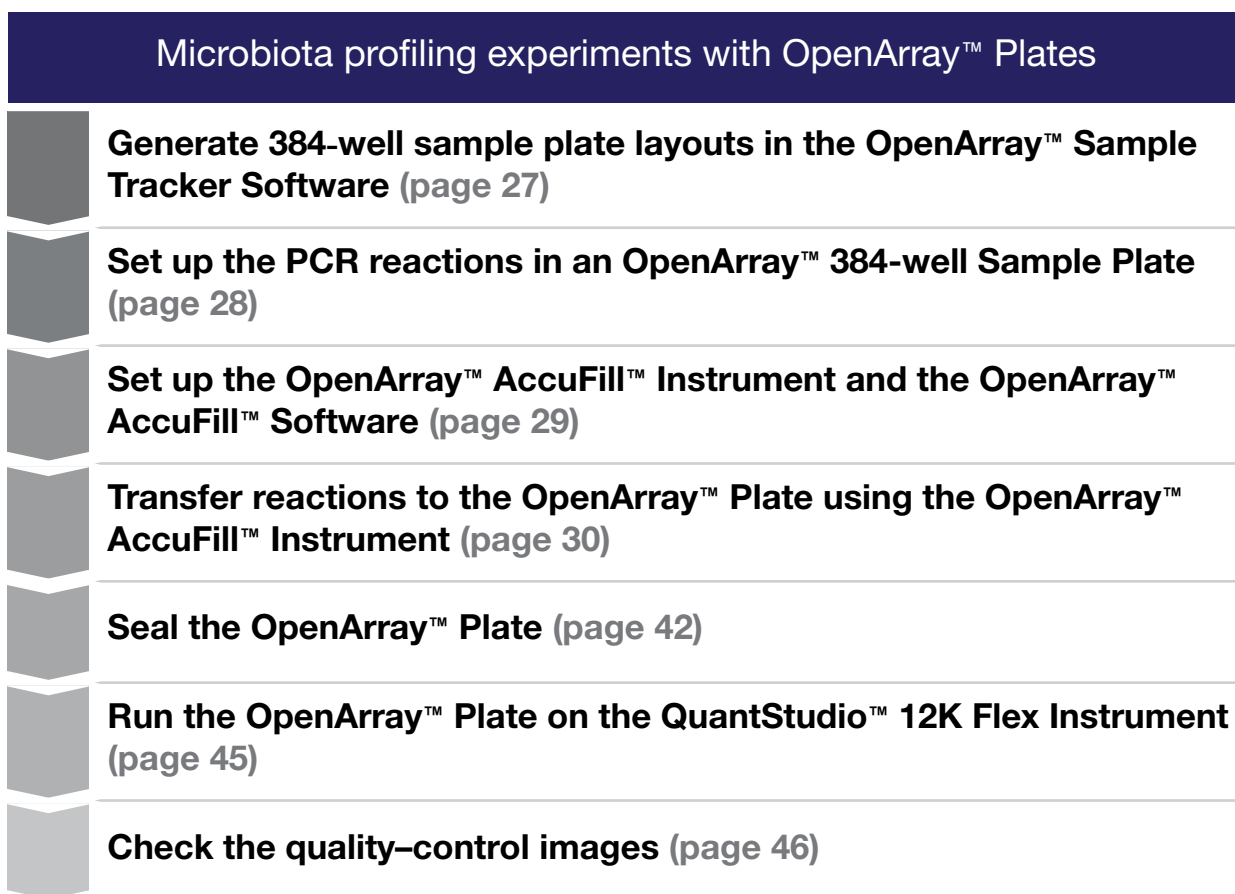 Microbiota profiling experiments with OpenArray™ Plates
Generate 384-well sample plate layouts in the OpenArray™ Sample
Tracker Software (page 27)
Set up the PCR reactions in an OpenArray™ 384-well Sample Plate
(page 28)
Set up the OpenArray™ AccuFill™ Instrument and the OpenArray™
AccuFill™ Software (page 29)
Transfer reactions to the OpenArray™ Plate using the OpenArray™
AccuFill™ Instrument (page 30)
Seal the OpenArray™ Plate (page 42)
Run the OpenArray™ Plate on the QuantStudio™ 12K Flex Instrument
(page 45)
Check the quality–control images (page 46)